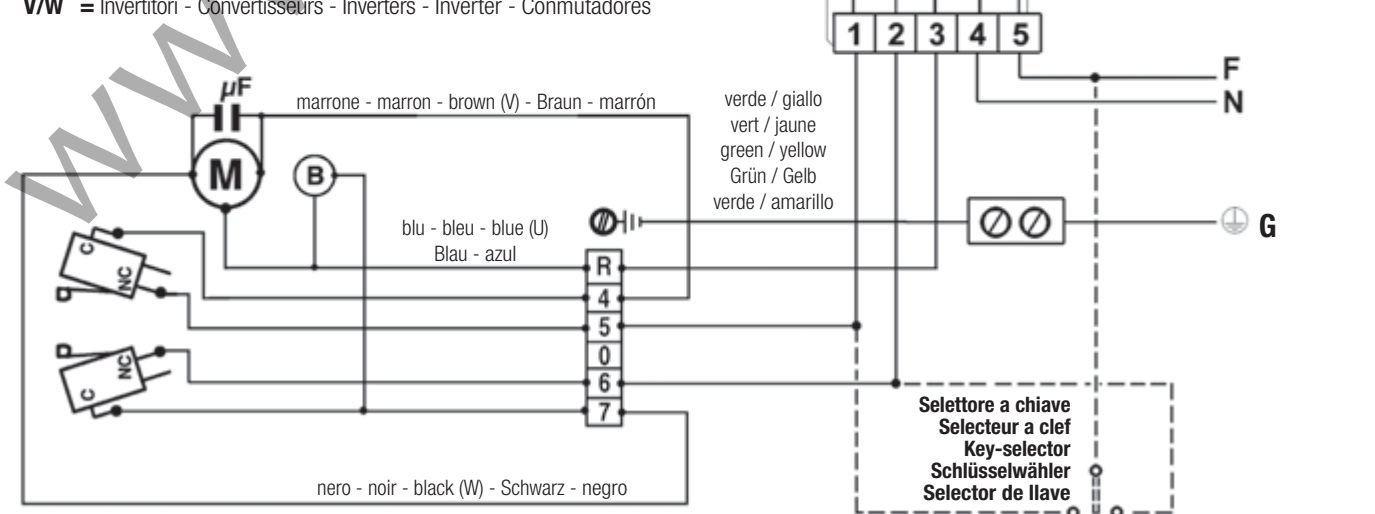 V/W = Invertitori - Convertisseurs - Inverters - Inverter - Conmutadores
1 2 3 4 5
F
N
µF
marrone - marron - brown (V) - Braun - marrón
verde / giallo
vert / jaune
green / yellow
Grün / Gelb
verde / amarillo
M
B
G
blu - bleu - blue (U)
Blau - azul
C
NC
R
4
5
0
6
7
NC
C
Selettore a chiave
Selecteur a clef
Key-selector
Schlüsselwähler
Selector de llave
nero - noir - black (W) - Schwarz - negro